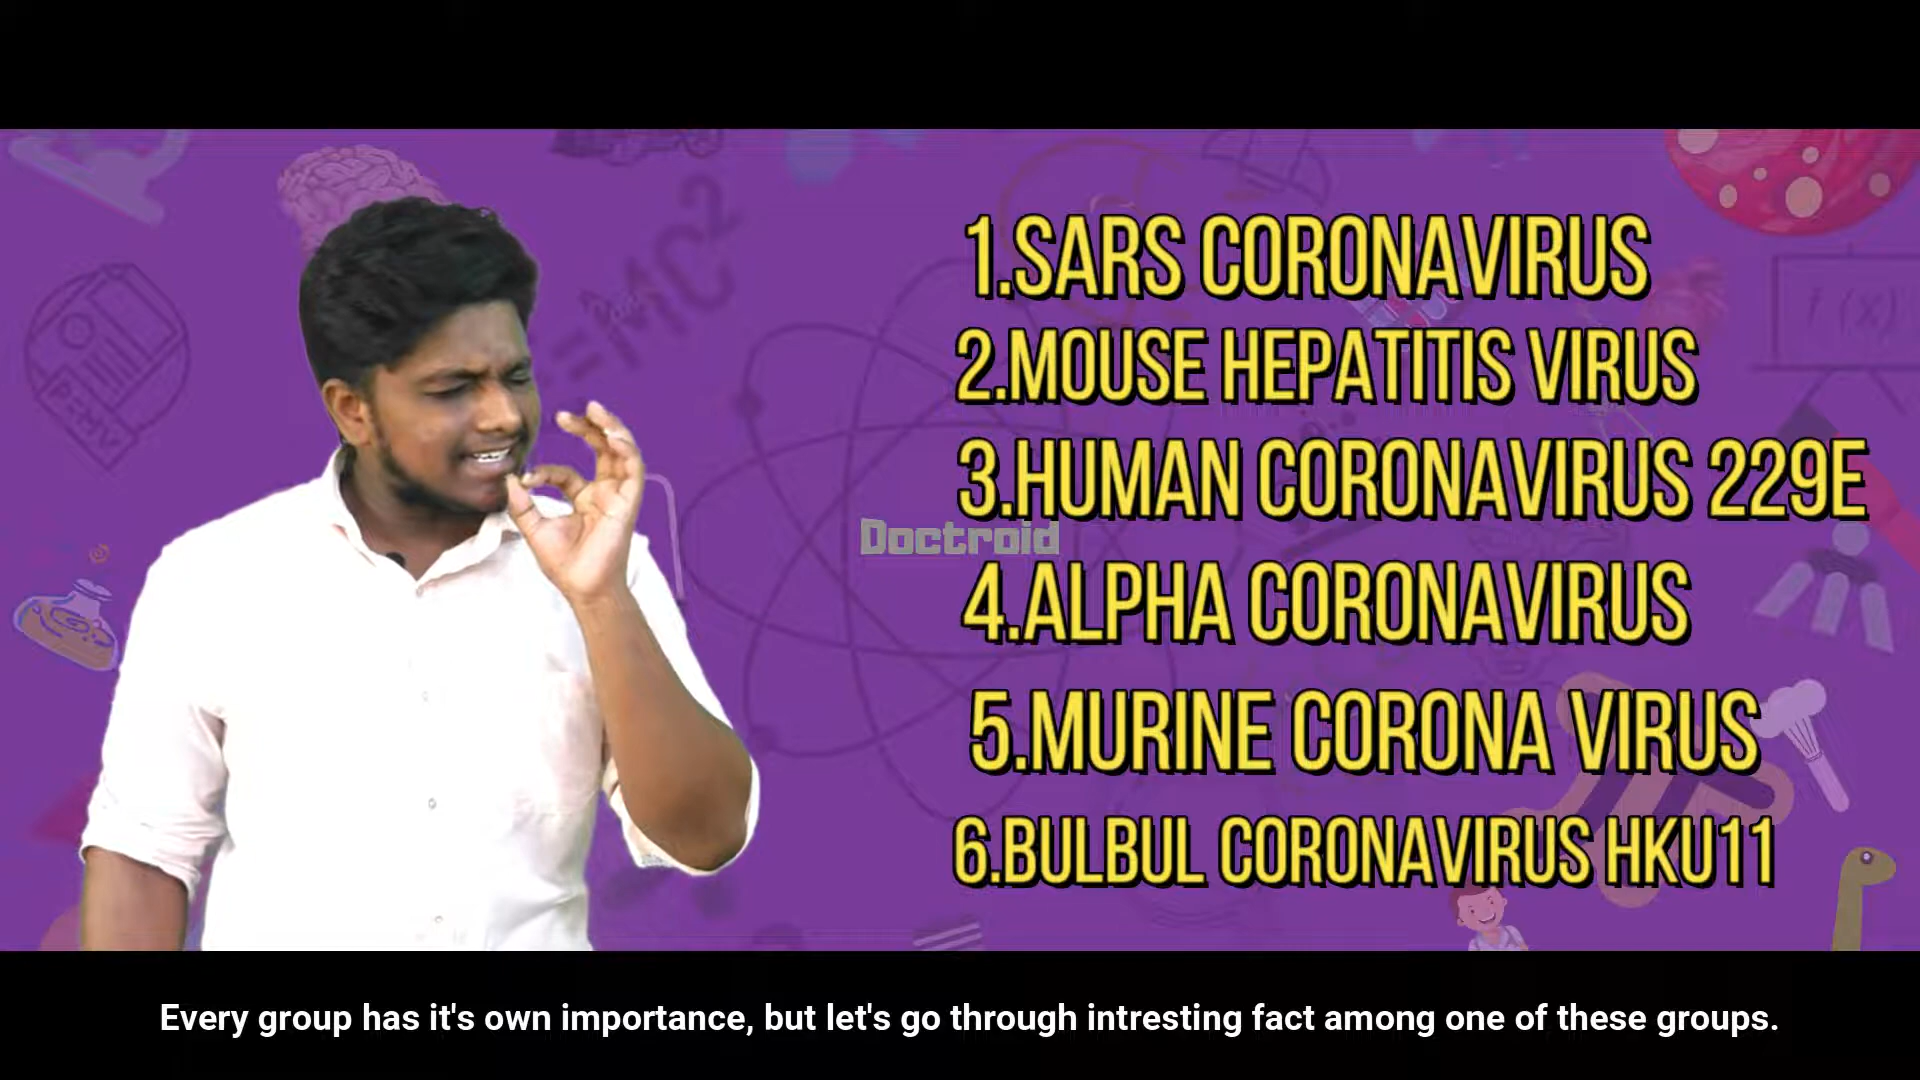 1.SARS CORONAVIRUS
2.MOUSE HEPATITIS VIRUS
3.HUMAN CORONAVIRUS 229E
Doctroid
4.ALPHA CORONAVIRUS
5.MURINE CORONA VIRUS
6.BULBUL CORONAVIRUS HKU11
=MC2
f(x)
P=MV
Every group has it's own importance, but let's go through intresting fact among one of these groups.